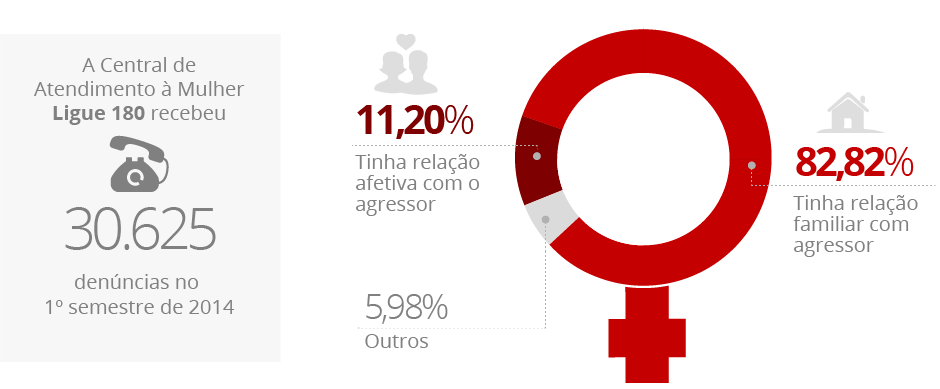 A Central de
Atendimento à Mulher
Ligue 180 recebeu
30.625
denúncias no
1º semestre de 2014
11,20%
Tinha relação
afetiva com o
agressor
82,82%
Tinha relação
familiar com
agressor
5,98%
Outros